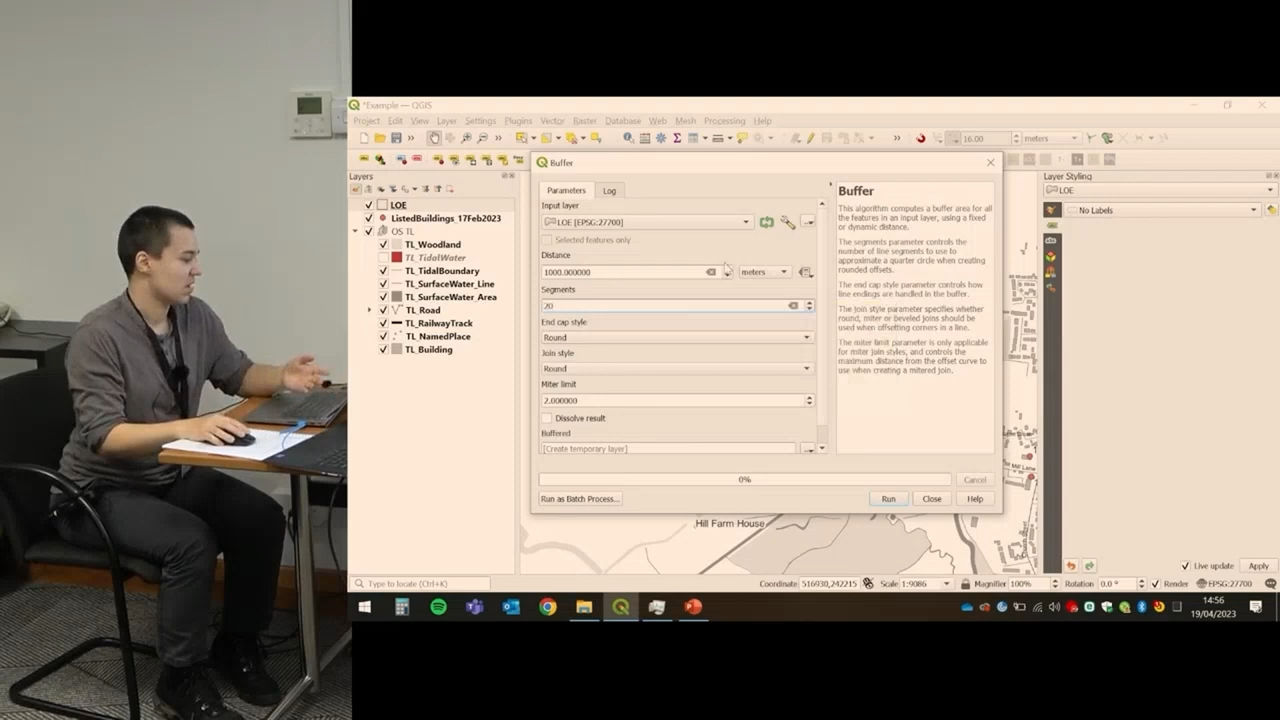 *Example — QGIS
Project Edit View Layer Settings Plugins Vector Raster Database Web Mesh Processing Help
16.00 meters
Layers
LOE
ListedBuildings_17Feb2023
OS TL
TL_Woodland
TL_TidalWater
TL_TidalBoundary
TL_SurfaceWater_Line
TL_SurfaceWater_Area
TL_Road
TL_RailwayTrack
TL_NamedPlace
TL_Building
Buffer
Parameters Log
Input layer
LOE [EPSG:27700]
Selected features only
Distance
1000.000000 meters
Segments
20
End cap style
Round
Join style
Round
Miter limit
2.000000
Dissolve result
Buffered
[Create temporary layer]
0% Cancel
Run as Batch Process... Run Close Help
Buffer
This algorithm computes a buffer area for all
the features in an input layer, using a fixed
or dynamic distance.
The segments parameter controls the
number of line segments to use to
approximate a quarter circle when creating
rounded offsets.
The end cap style parameter controls how
line endings are handled in the buffer.
The join style parameter specifies whether
round, miter or beveled joins should be
used when offsetting corners in a line.
The miter limit parameter is only applicable
for miter join styles, and controls the
maximum distance from the offset curve to
use when creating a mitered join.
Layer Styling
LOE
No Labels
Mill Lane
Hill Farm House
Live update Apply
Type to locate (Ctrl+K) Coordinate 516930,242215 Scale 1:9086 Magnifier 100% Rotation 0.0 ° Render EPSG:27700
14:56
19/04/2023